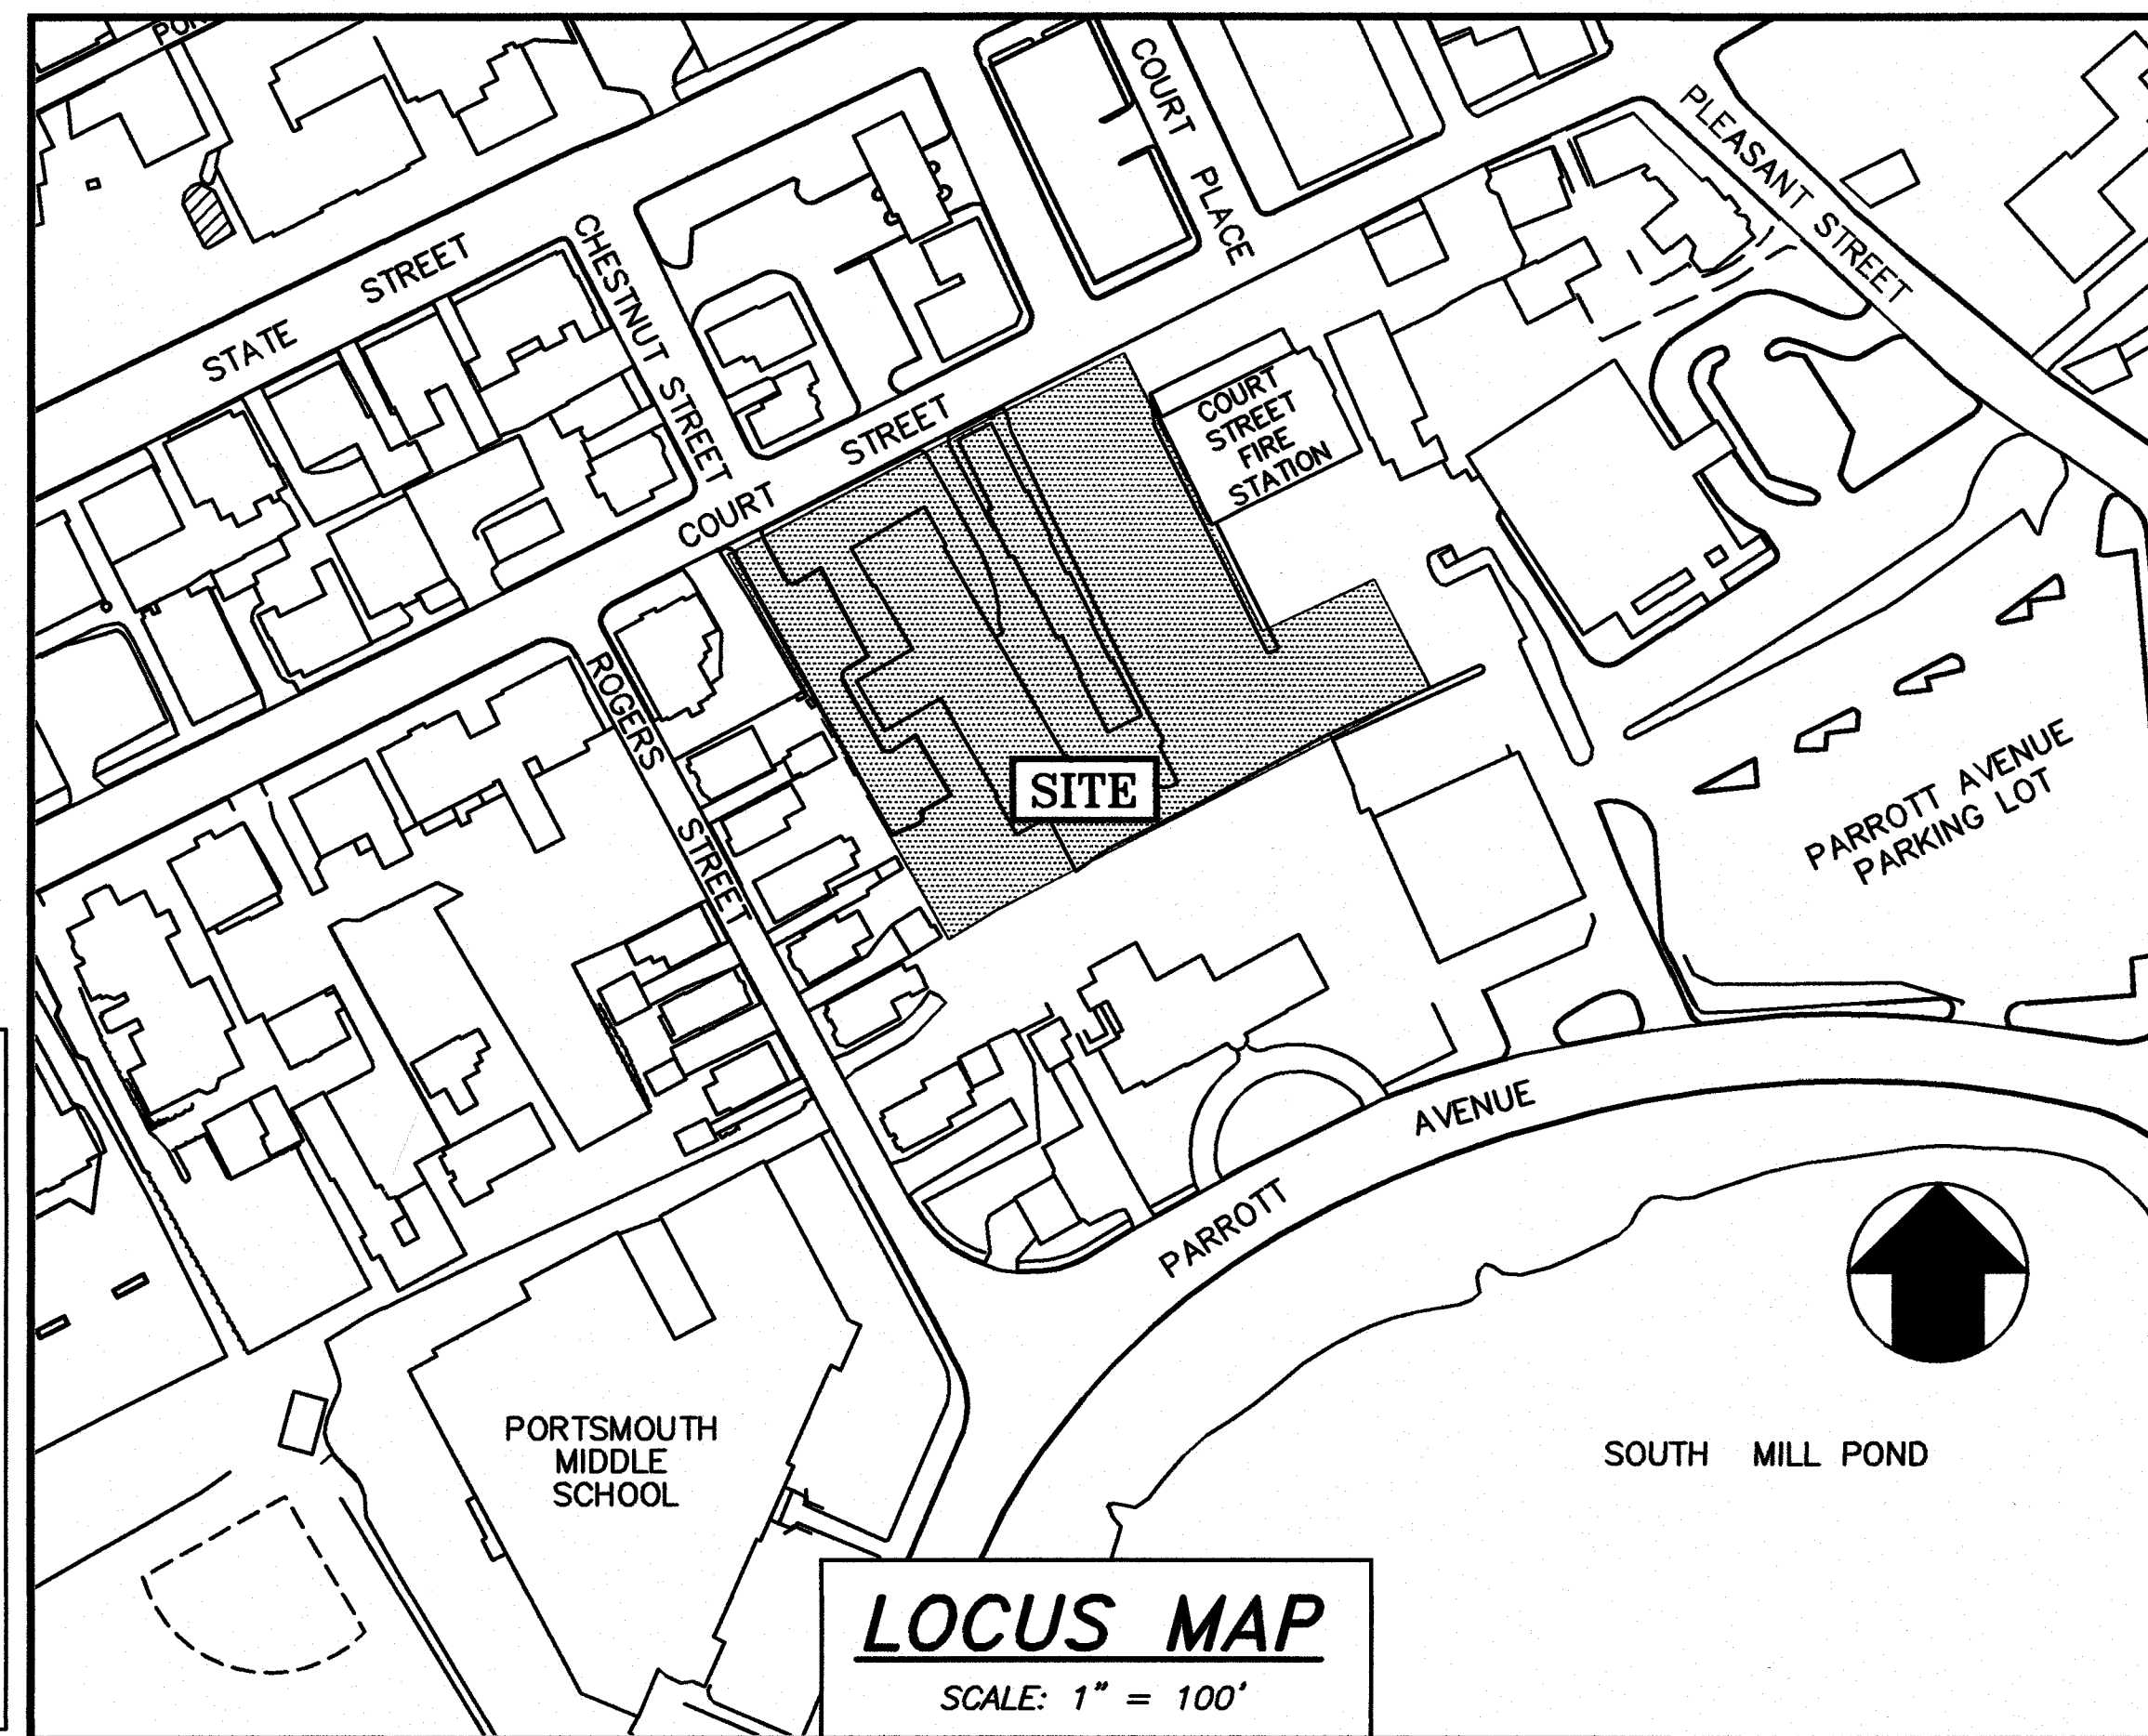 COURT PLACE
PLEASANT STREET
STATE STREET
CHESTNUT STREET
COURT STREET
COURT
STREET
FIRE
STATION
ROGERS STREET
SITE
PARROTT AVENUE
PARKING LOT
PARROTT AVENUE
PORTSMOUTH
MIDDLE
SCHOOL
SOUTH MILL POND
LOCUS MAP
SCALE: 1" = 100'